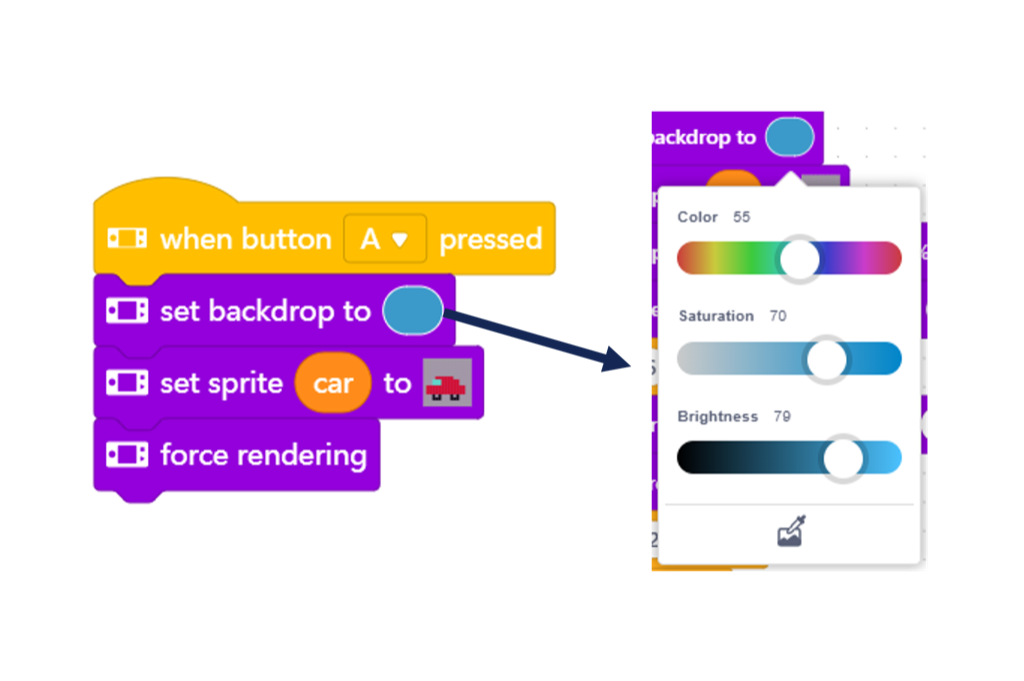 when button A pressed
set backdrop to
set sprite car to
force rendering
backdrop to
Color 55
Saturation 70
Brightness 79